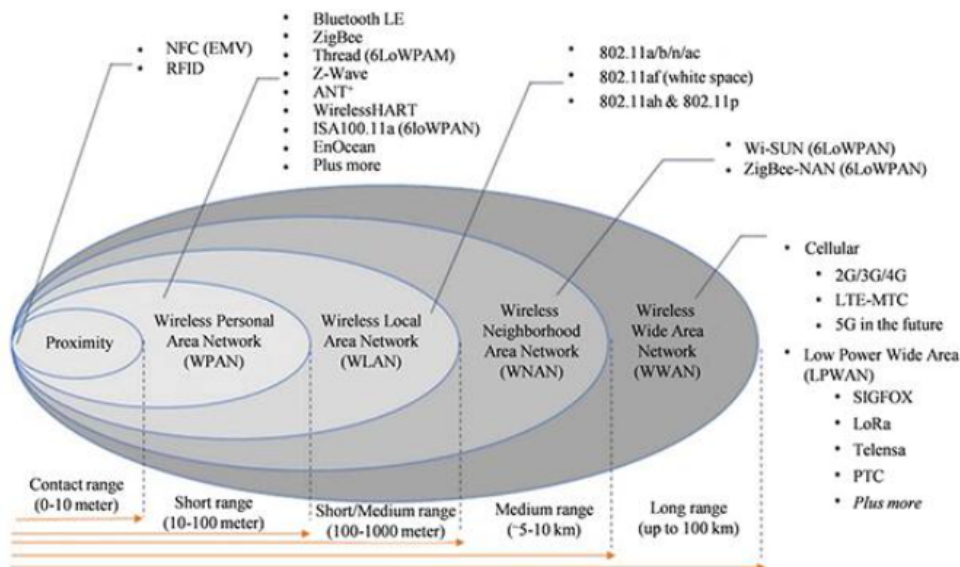 • NFC (EMV)
• RFID
• Bluetooth LE
• ZigBee
• Thread (6LoWPAM)
• Z-Wave
• ANT⁺
• WirelessHART
• ISA100.11a (6loWPAN)
• EnOcean
• Plus more
• 802.11a/b/n/ac
• 802.11af (white space)
• 802.11ah & 802.11p
• Wi-SUN (6LoWPAN)
• ZigBee-NAN (6LoWPAN)
• Cellular
• 2G/3G/4G
• LTE-MTC
• 5G in the future
• Low Power Wide Area
(LPWAN)
• SIGFOX
• LoRa
• Telensa
• PTC
• Plus more
Proximity
Wireless Personal
Area Network
(WPAN)
Wireless Local
Area Network
(WLAN)
Wireless
Neighborhood
Area Network
(WNAN)
Wireless
Wide Area
Network
(WWAN)
Contact range
(0-10 meter)
Short range
(10-100 meter)
Short/Medium range
(100-1000 meter)
Medium range
(~5-10 km)
Long range
(up to 100 km)